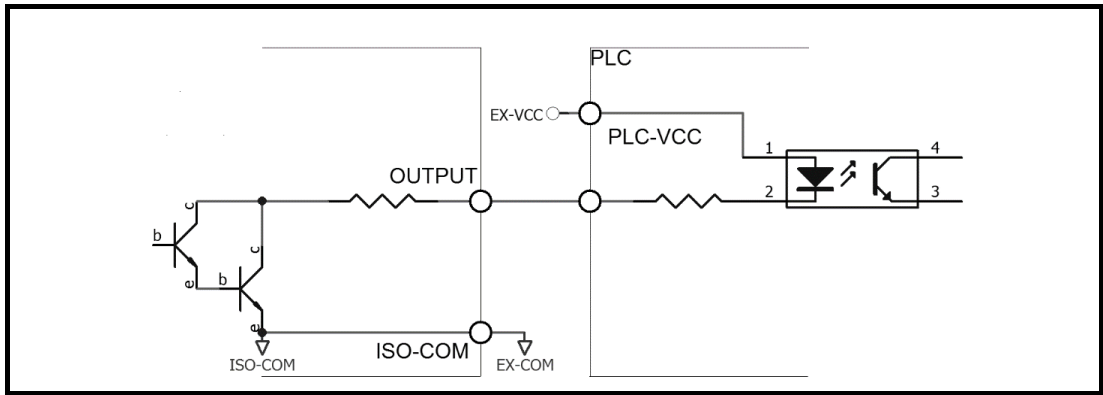 PLC
EX-VCC
PLC-VCC
1
4
OUTPUT
2
3
c
b
c
e
b
e
ISO-COM
ISO-COM
EX-COM